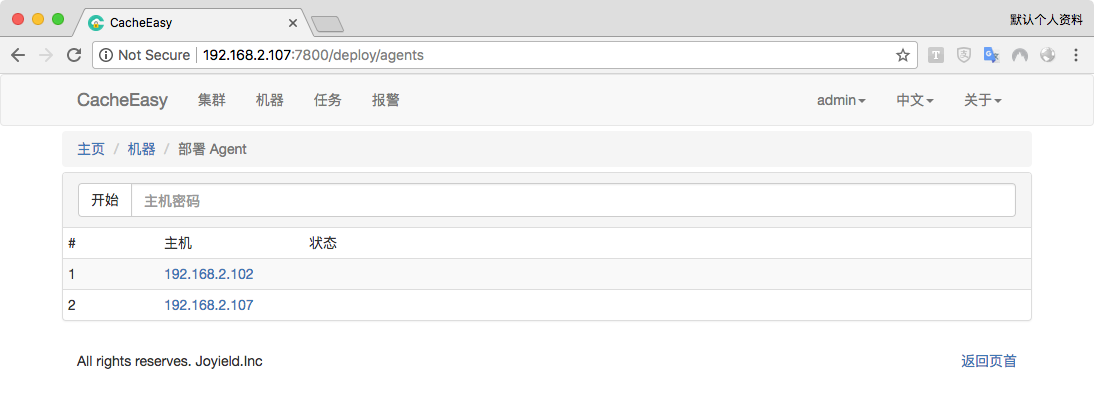 CacheEasy
默认个人资料
Not Secure 192.168.2.107:7800/deploy/agents
CacheEasy 集群 机器 任务 报警 admin 中文 关于
主页 / 机器 / 部署 Agent
开始 主机密码
# 主机 状态
1 192.168.2.102
2 192.168.2.107
All rights reserves. Joyield.Inc 返回页首